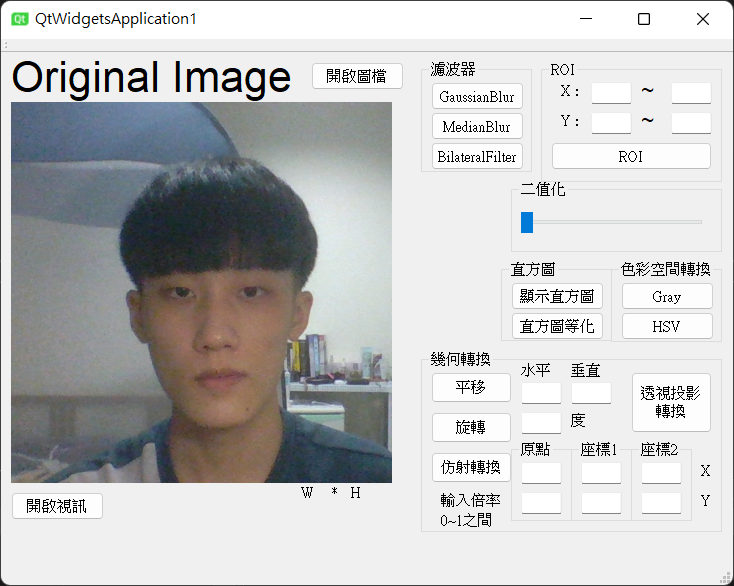 Qt QtWidgetsApplication1
Original Image 開啟圖檔
濾波器
GaussianBlur
MedianBlur
BilateralFilter
ROI
X： ~
Y： ~
ROI
二值化
直方圖
顯示直方圖
直方圖等化
色彩空間轉換
Gray
HSV
幾何轉換
水平 垂直
平移
旋轉 度
透視投影
轉換
仿射轉換
原點 座標1 座標2
X
輸入倍率
0~1之間
Y
W * H
開啟視訊